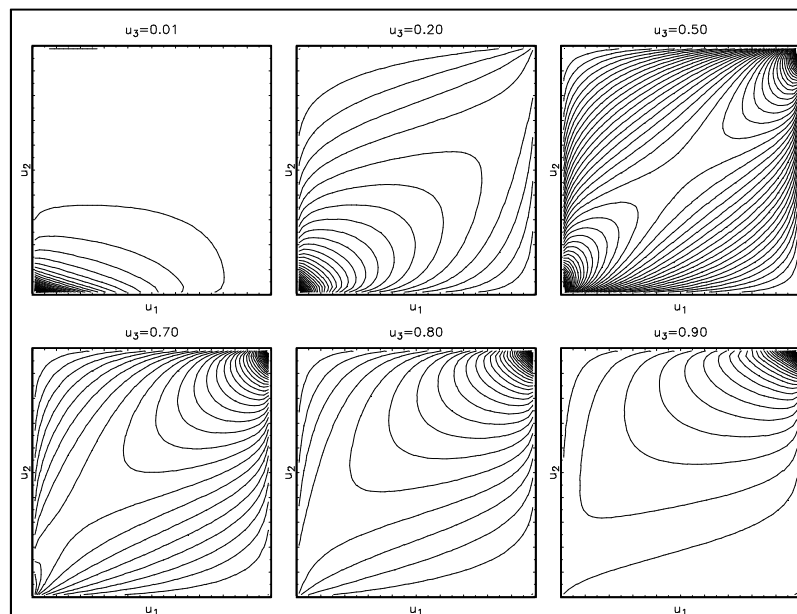 u₃=0.01
u₃=0.20
u₃=0.50
u₂
u₂
u₂
u₁
u₁
u₁
u₃=0.70
u₃=0.80
u₃=0.90
u₂
u₂
u₂
u₁
u₁
u₁